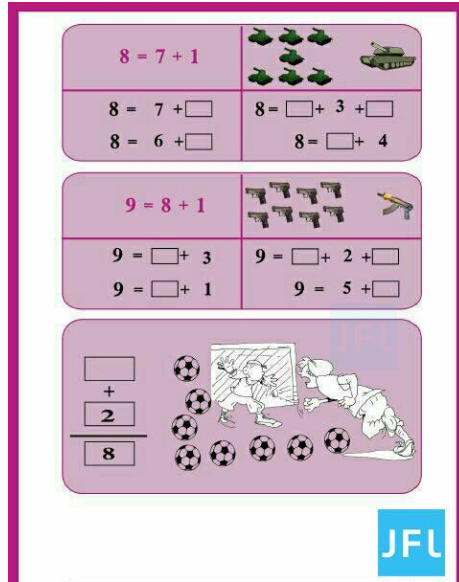 8 = 7 + 1
8 = 7 + □
8 = □ + 3 + □
8 = 6 + □
8 = □ + 4
9 = 8 + 1
9 = □ + 3
9 = □ + 2 + □
9 = □ + 1
9 = 5 + □
JFL
□
+
2
8
JFL